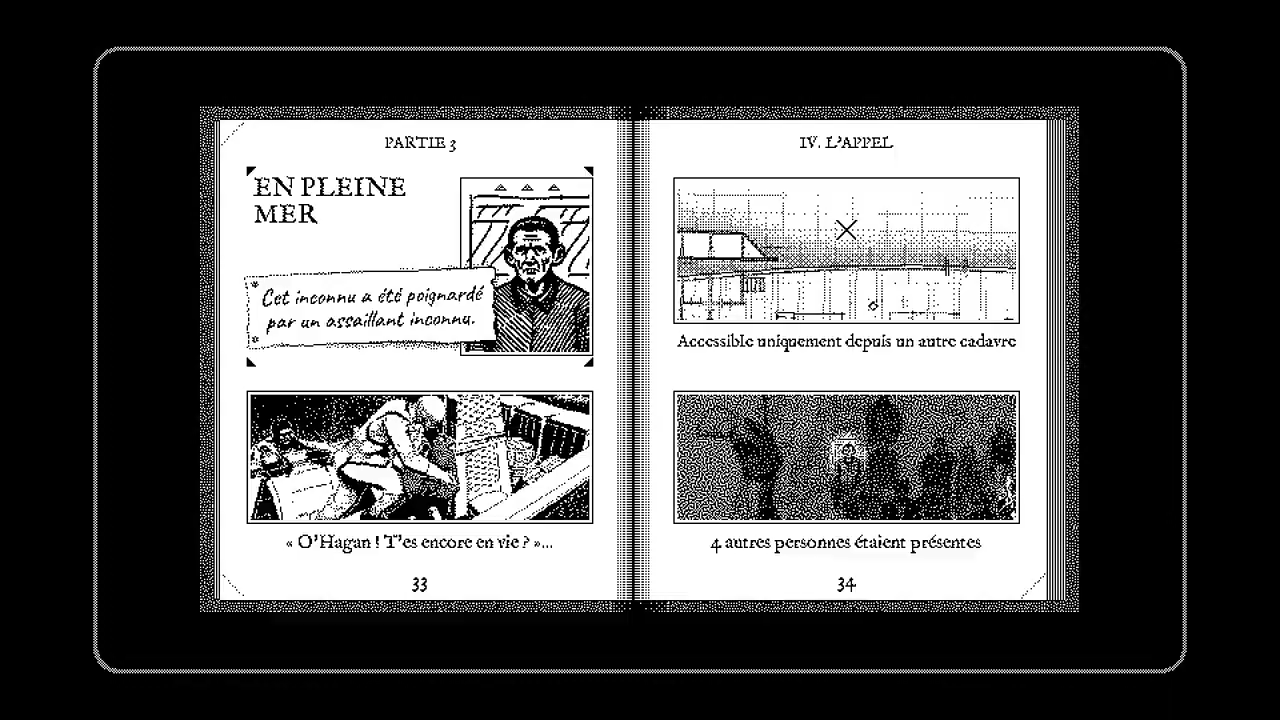 PARTIE 3
EN PLEINE
MER
Cet inconnu a été poignardé
par un assaillant inconnu.
« O'Hagan ! T'es encore en vie ? »...
33
IV. L'APPEL
Accessible uniquement depuis un autre cadavre
4 autres personnes étaient présentes
34